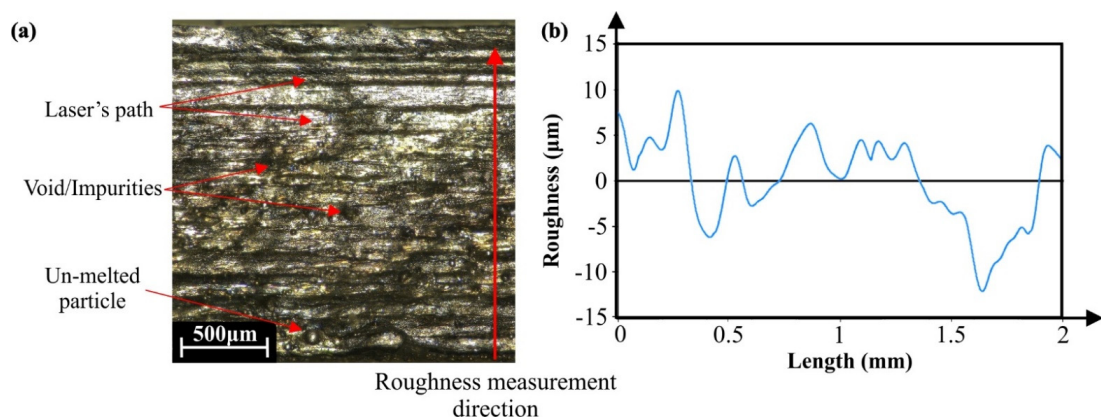 (a)
Laser's path
Void/Impurities
Un-melted
particle
500µm
Roughness measurement
direction
(b)
Roughness (µm)
15
10
5
0
-5
-10
-15
0
0.5
1
1.5
2
Length (mm)